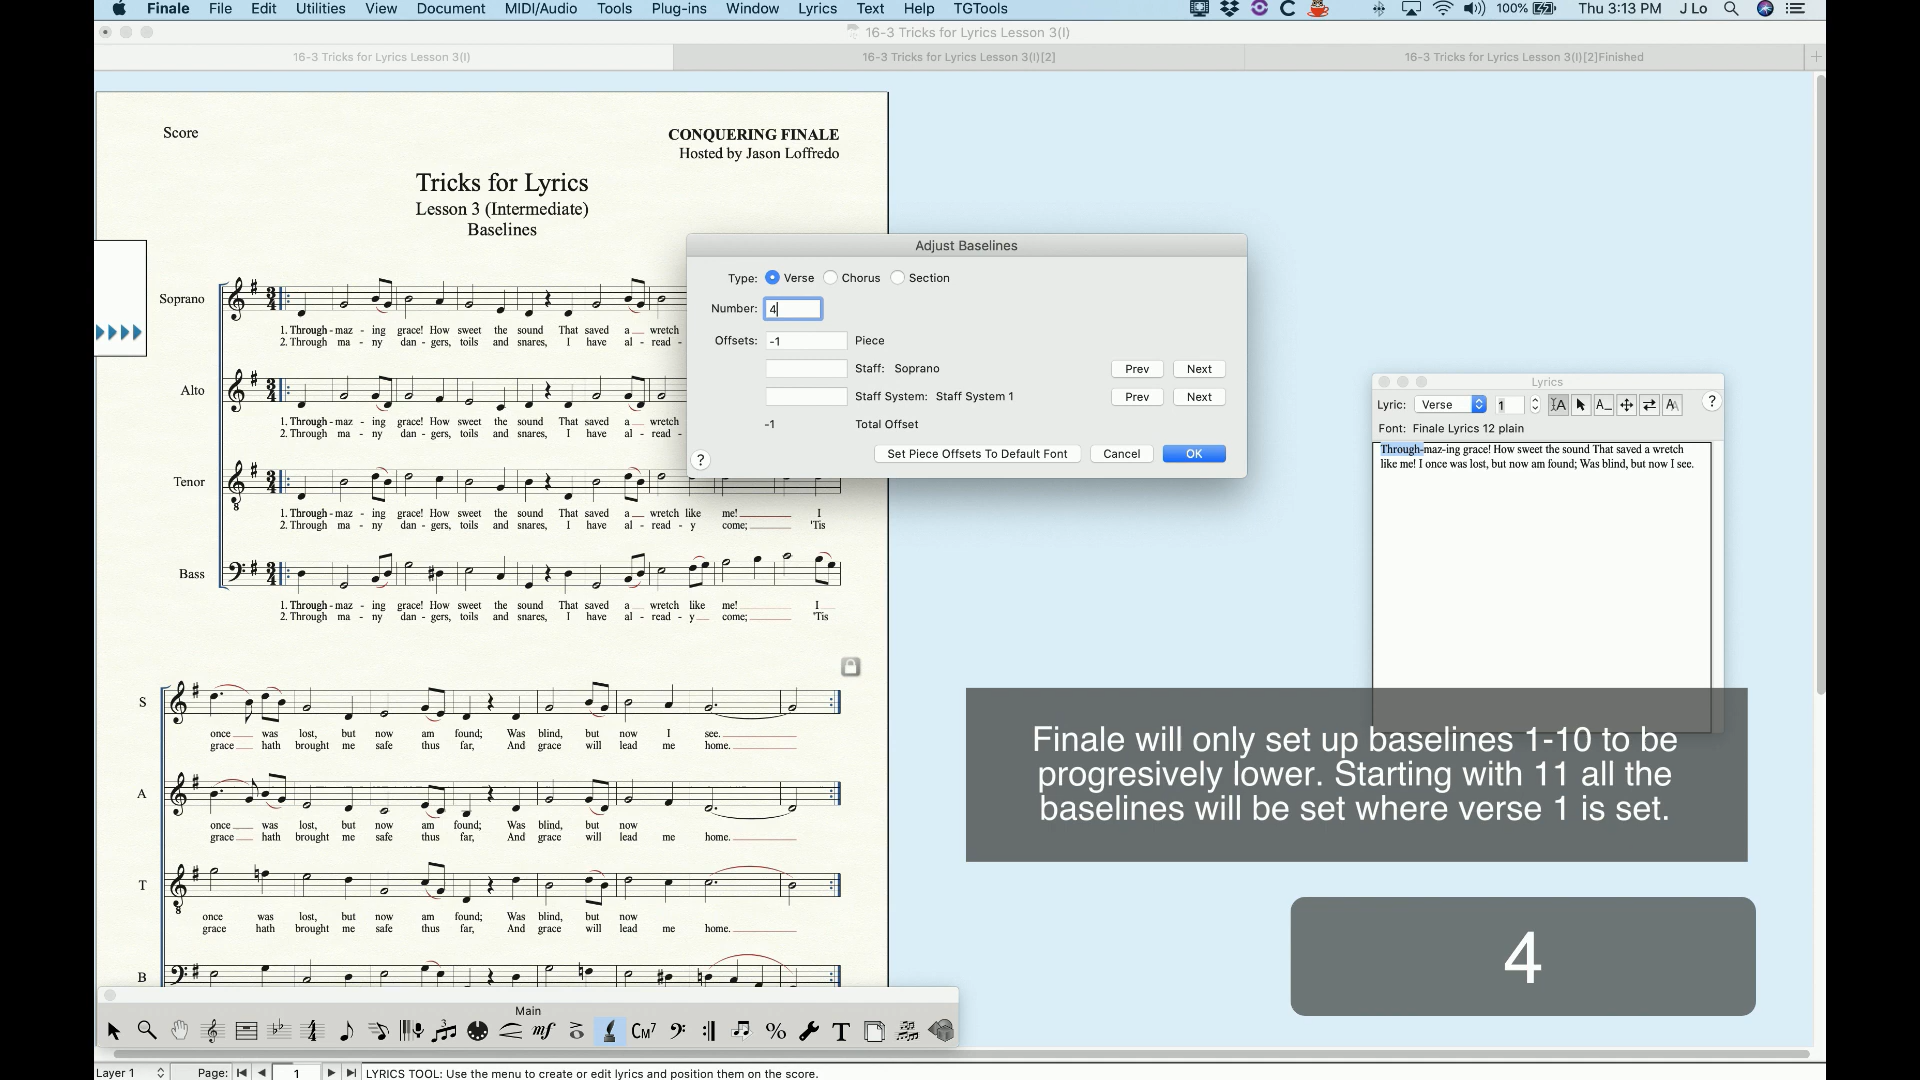 Finale File Edit Utilities View Document MIDI/Audio Tools Plug-ins Window Lyrics Text Help TGTools 100% Thu 3:13 PM J Lo
16-3 Tricks for Lyrics Lesson 3(I)
16-3 Tricks for Lyrics Lesson 3(I) 16-3 Tricks for Lyrics Lesson 3(I)[2] 16-3 Tricks for Lyrics Lesson 3(I)[2]Finished
Score
CONQUERING FINALE
Hosted by Jason Loffredo
Tricks for Lyrics
Lesson 3 (Intermediate)
Baselines
Soprano
1. Through - maz - ing grace! How sweet the sound That saved a wretch
2. Through ma - ny dan - gers, toils and snares, I have al - read -
Alto
1. Through - maz - ing grace! How sweet the sound That saved a wretch
2. Through ma - ny dan - gers, toils and snares, I have al - read -
Tenor
8
1. Through - maz - ing grace! How sweet the sound That saved a wretch like me! I
2. Through ma - ny dan - gers, toils and snares, I have al - read - y come; 'Tis
Bass
1. Through - maz - ing grace! How sweet the sound That saved a wretch like me! I
2. Through ma - ny dan - gers, toils and snares, I have al - read - y come; 'Tis
S
once was lost, but now am found; Was blind, but now I see.
grace hath brought me safe thus far, And grace will lead me home.
A
once was lost, but now am found; Was blind, but now
grace hath brought me safe thus far, And grace will lead me home.
T
8
once was lost, but now am found; Was blind, but now
grace hath brought me safe thus far, And grace will lead me home.
B
Adjust Baselines
Type: Verse Chorus Section
Number: 4
Offsets: -1 Piece
Staff: Soprano Prev Next
Staff System: Staff System 1 Prev Next
-1 Total Offset
? Set Piece Offsets To Default Font Cancel OK
Lyrics
Lyric: Verse 1 ?
Font: Finale Lyrics 12 plain
Through-maz-ing grace! How sweet the sound That saved a wretch
like me! I once was lost, but now am found; Was blind, but now I see.
Finale will only set up baselines 1-10 to be
progresively lower. Starting with 11 all the
baselines will be set where verse 1 is set.
4
Main
Layer 1 Page: 1 LYRICS TOOL: Use the menu to create or edit lyrics and position them on the score.